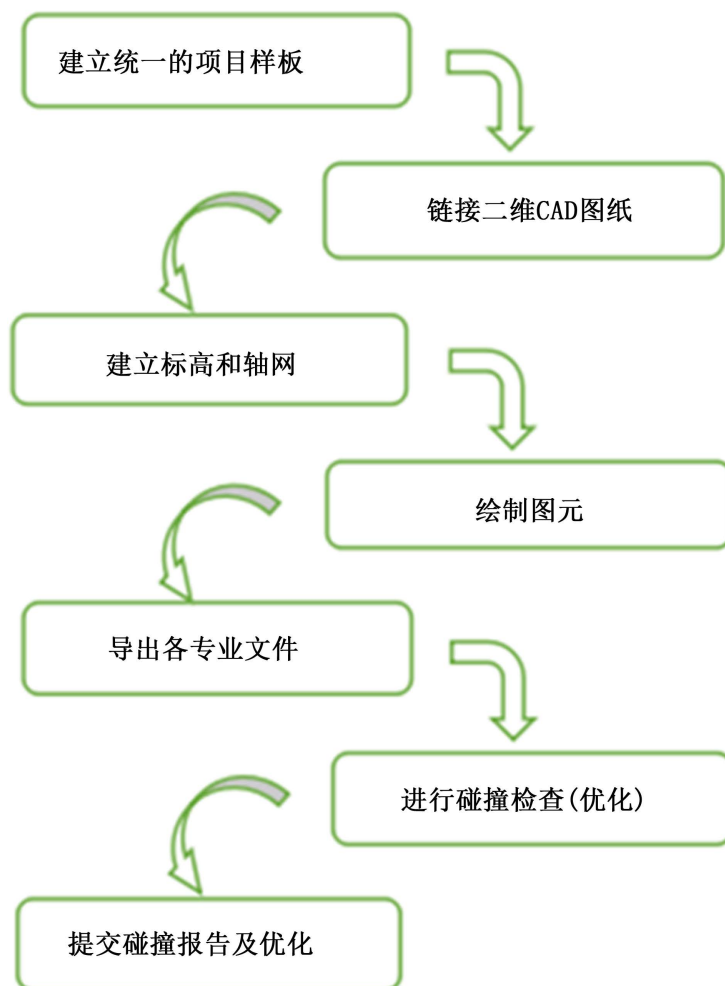 建立统一的项目样板
链接二维CAD图纸
建立标高和轴网
绘制图元
导出各专业文件
进行碰撞检查(优化)
提交碰撞报告及优化